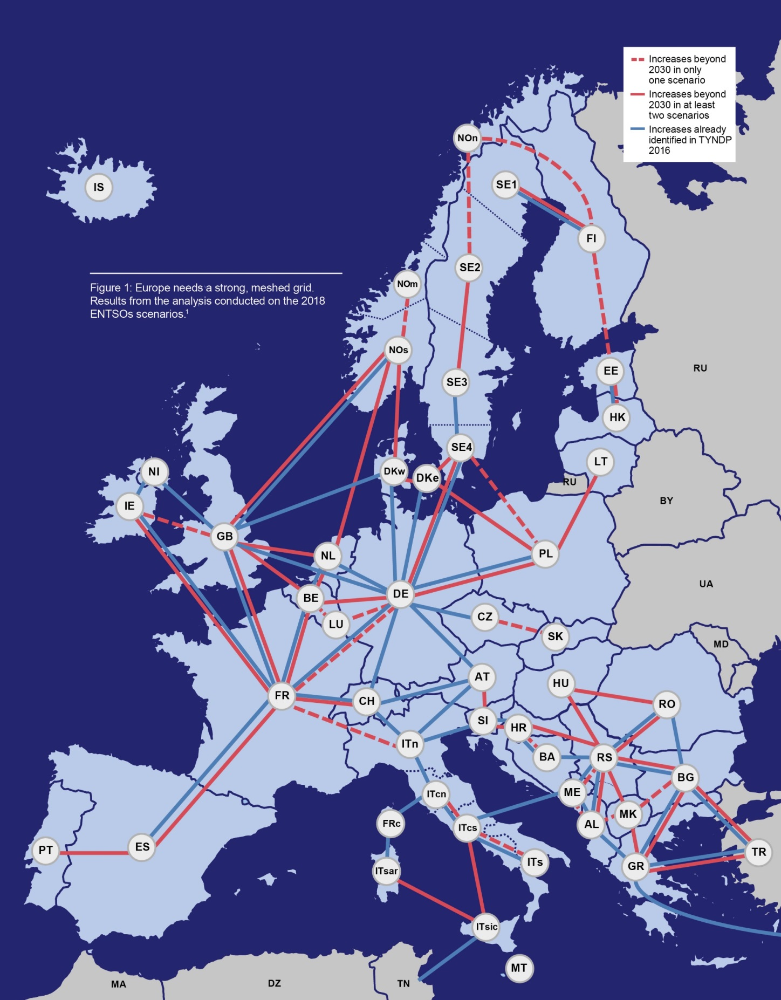 Increases beyond
2030 in only
one scenario
Increases beyond
2030 in at least
two scenarios
Increases already
identified in TYNDP
2016
NOn
SE1
IS
FI
SE2
NOm
Figure 1: Europe needs a strong, meshed grid.
Results from the analysis conducted on the 2018
ENTSOs scenarios.1
NOs
EE
RU
SE3
HK
SE4
LT
NI
DKw
DKe
RU
BY
IE
GB
NL
PL
UA
BE
DE
CZ
LU
SK
MD
AT
HU
FR
CH
RO
SI
HR
ITn
BA
RS
BG
ITcn
ME
FRc
ITcs
MK
AL
PT
ES
TR
ITsar
ITs
GR
ITsic
MT
MA
DZ
TN